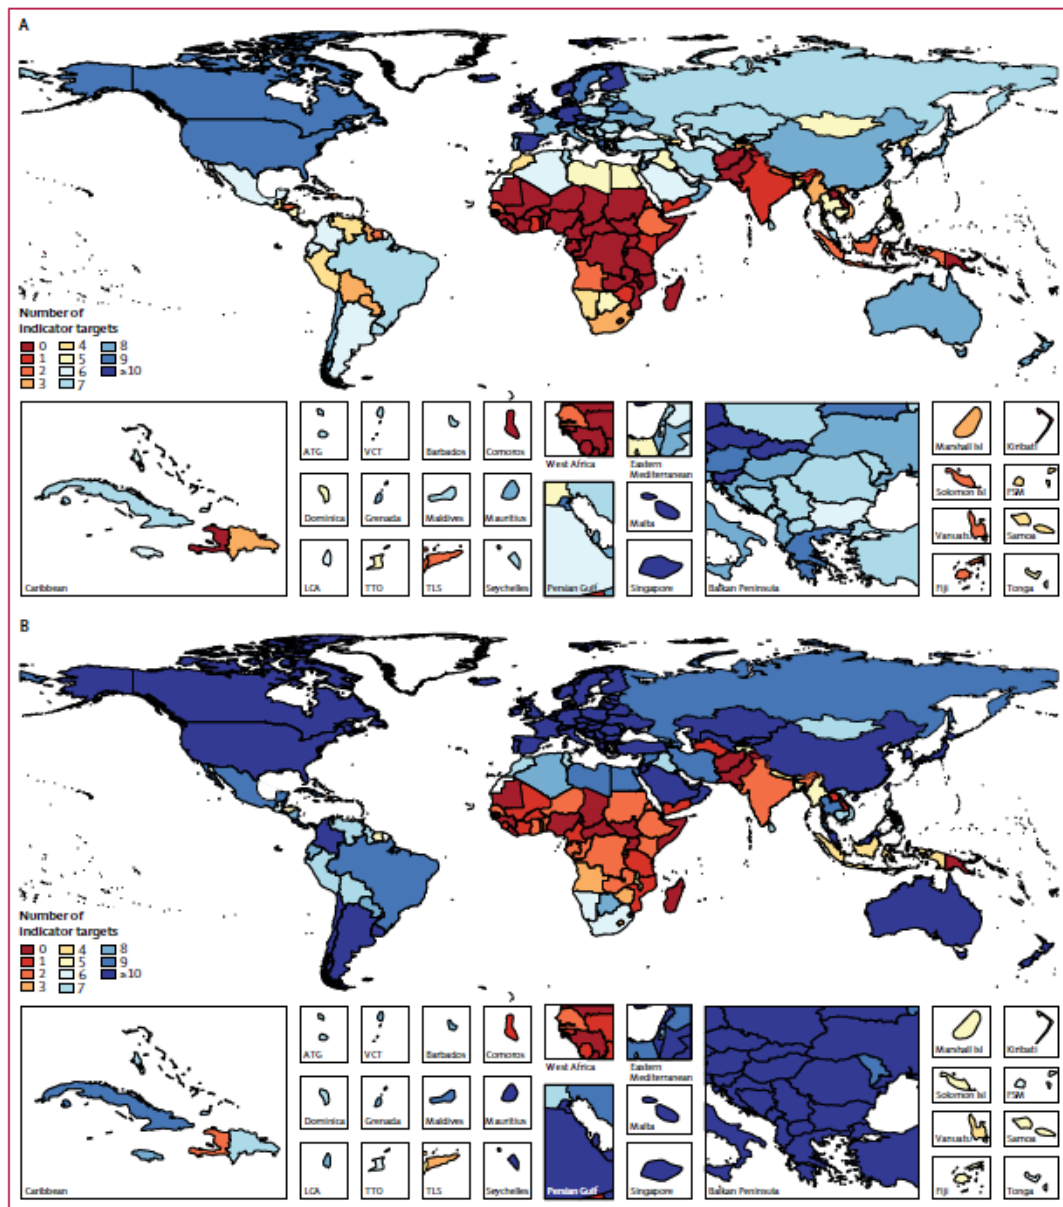 A
Number of
indicator targets
0 4 8
1 5 9
2 6 ≥10
3 7
Caribbean
ATG
VCT
Barbados
Comoros
West Africa
Eastern
Mediterranean
Balkan Peninsula
Marshall Isl
Kiribati
Dominica
Grenada
Maldives
Mauritius
Persian Gulf
Malta
Solomon Isl
FSM
LCA
TTO
TLS
Seychelles
Singapore
Vanuatu
Samoa
Fiji
Tonga
B
Number of
indicator targets
0 4 8
1 5 9
2 6 ≥10
3 7
Caribbean
ATG
VCT
Barbados
Comoros
West Africa
Eastern
Mediterranean
Balkan Peninsula
Marshall Isl
Kiribati
Dominica
Grenada
Maldives
Mauritius
Persian Gulf
Malta
Solomon Isl
FSM
LCA
TTO
TLS
Seychelles
Singapore
Vanuatu
Samoa
Fiji
Tonga